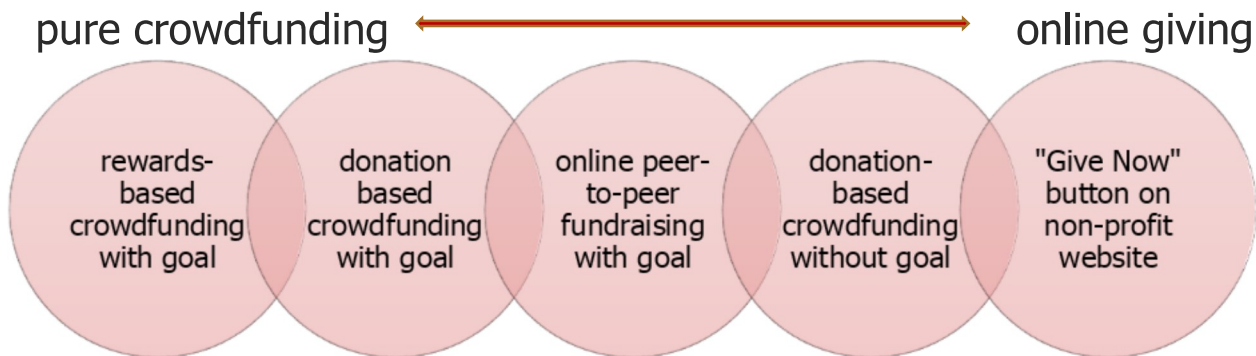 pure crowdfunding
online giving
rewards-
based
crowdfunding
with goal
donation
based
crowdfunding
with goal
online peer-
to-peer
fundraising
with goal
donation-
based
crowdfunding
without goal
"Give Now"
button on
non-profit
website